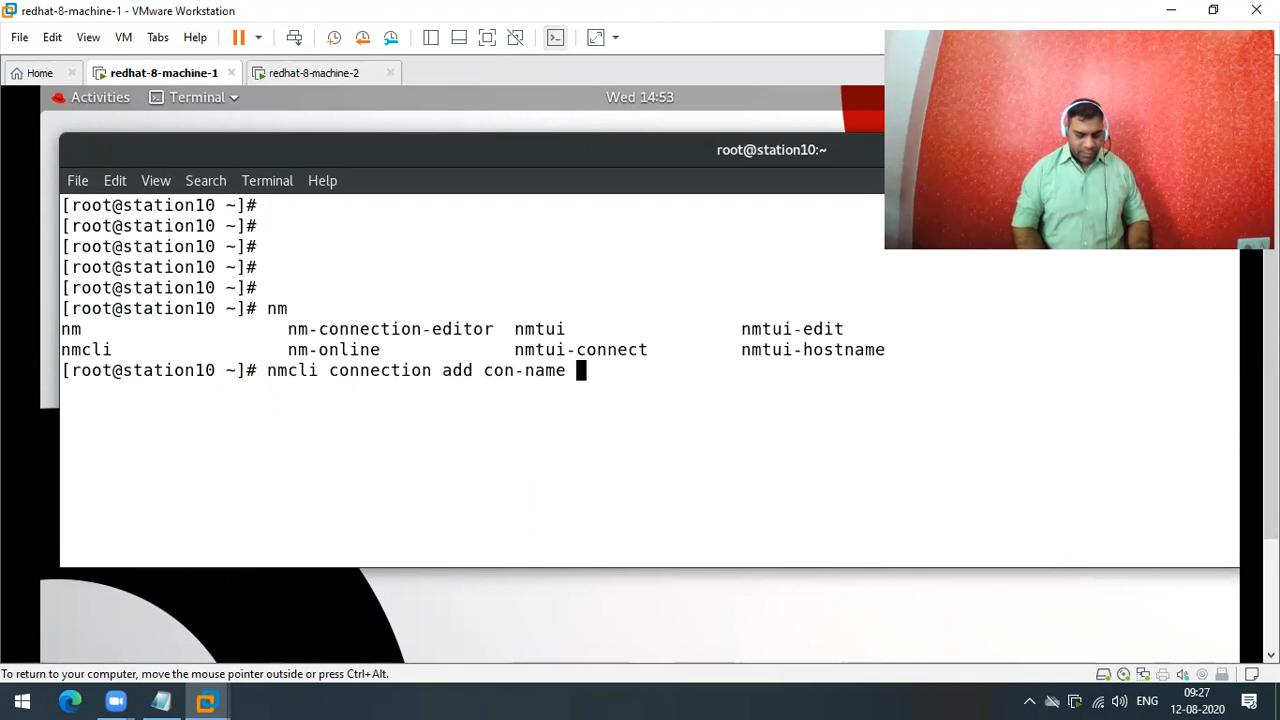 redhat-8-machine-1 - VMware Workstation
File Edit View VM Tabs Help
Home redhat-8-machine-1 redhat-8-machine-2
Activities Terminal Wed 14:53
root@station10:~
File Edit View Search Terminal Help
[root@station10 ~]#
[root@station10 ~]#
[root@station10 ~]#
[root@station10 ~]#
[root@station10 ~]#
[root@station10 ~]# nm
nm nm-connection-editor nmtui nmtui-edit
nmcli nm-online nmtui-connect nmtui-hostname
[root@station10 ~]# nmcli connection add con-name
To return to your computer, move the mouse pointer outside or press Ctrl+Alt.
ENG 09:27
12-08-2020